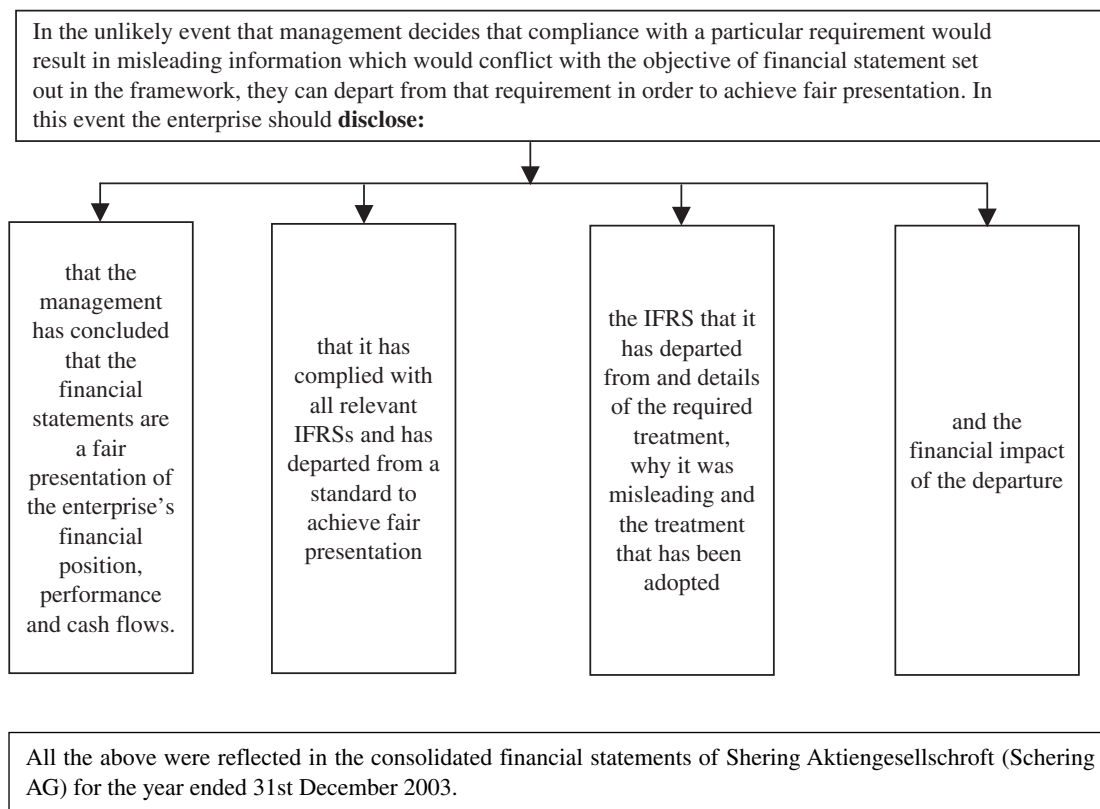 In the unlikely event that management decides that compliance with a particular requirement would
result in misleading information which would conflict with the objective of financial statement set
out in the framework, they can depart from that requirement in order to achieve fair presentation. In
this event the enterprise should disclose:
that the
management
has concluded
that the
financial
statements are
a fair
presentation of
the enterprise's
financial
position,
performance
and cash flows.
that it has
complied with
all relevant
IFRSs and has
departed from a
standard to
achieve fair
presentation
the IFRS that it
has departed
from and details
of the required
treatment,
why it was
misleading and
the treatment
that has been
adopted
and the
financial impact
of the departure
All the above were reflected in the consolidated financial statements of Shering Aktiengesellschroft (Schering
AG) for the year ended 31st December 2003.